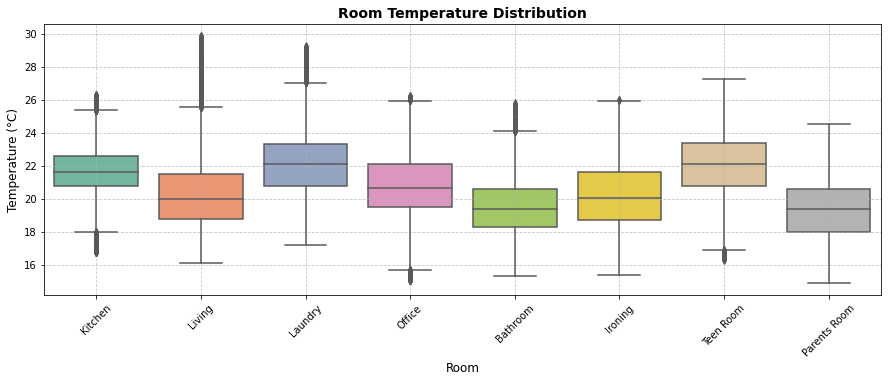 Room Temperature Distribution
Temperature (°C)
30
28
26
24
22
20
18
16
Kitchen
Living
Laundry
Office
Bathroom
Ironing
Teen Room
Parents Room
Room